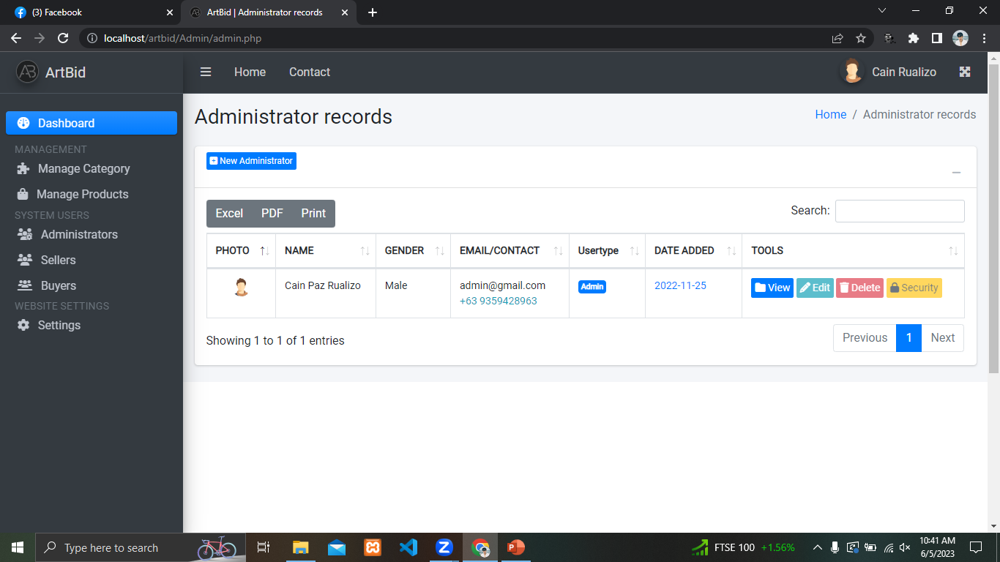 (3) Facebook
ArtBid | Administrator records
localhost/artbid/Admin/admin.php
AB ArtBid
Home
Contact
Cain Rualizo
Dashboard
MANAGEMENT
Manage Category
Manage Products
SYSTEM USERS
Administrators
Sellers
Buyers
WEBSITE SETTINGS
Settings
Administrator records
Home / Administrator records
New Administrator
Excel PDF Print
Search:
PHOTO NAME GENDER EMAIL/CONTACT Usertype DATE ADDED TOOLS
Cain Paz Rualizo Male admin@gmail.com Admin 2022-11-25 View Edit Delete Security
+63 9359428963
Showing 1 to 1 of 1 entries
Previous 1 Next
Type here to search
FTSE 100 +1.56%
10:41 AM
6/5/2023